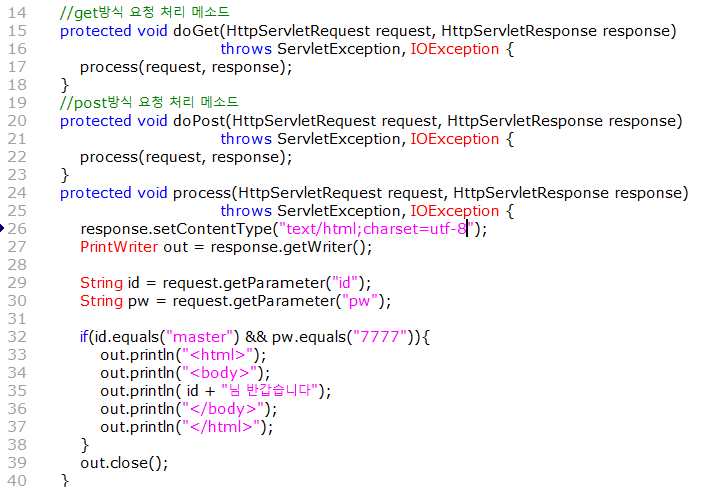 14 //get방식 요청 처리 메소드
15 protected void doGet(HttpServletRequest request, HttpServletResponse response)
16 throws ServletException, IOException {
17 process(request, response);
18 }
19 //post방식 요청 처리 메소드
20 protected void doPost(HttpServletRequest request, HttpServletResponse response)
21 throws ServletException, IOException {
22 process(request, response);
23 }
24 protected void process(HttpServletRequest request, HttpServletResponse response)
25 throws ServletException, IOException {
26 response.setContentType("text/html;charset=utf-8");
27 PrintWriter out = response.getWriter();
28
29 String id = request.getParameter("id");
30 String pw = request.getParameter("pw");
31
32 if(id.equals("master") && pw.equals("7777")){
33 out.println("<html>");
34 out.println("<body>");
35 out.println( id + "님 반갑습니다");
36 out.println("</body>");
37 out.println("</html>");
38 }
39 out.close();
40 }